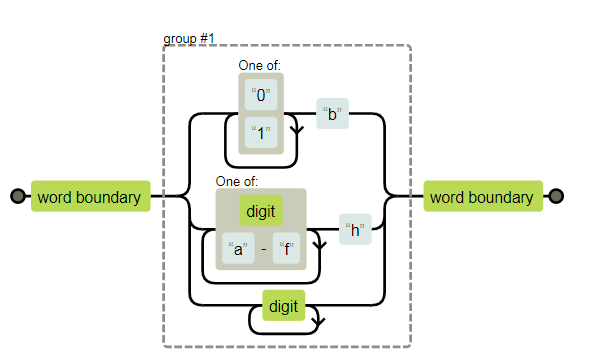 group #1
One of:
“0”
“1”
“b”
word boundary
word boundary
One of:
digit
“a” - “f”
“h”
digit